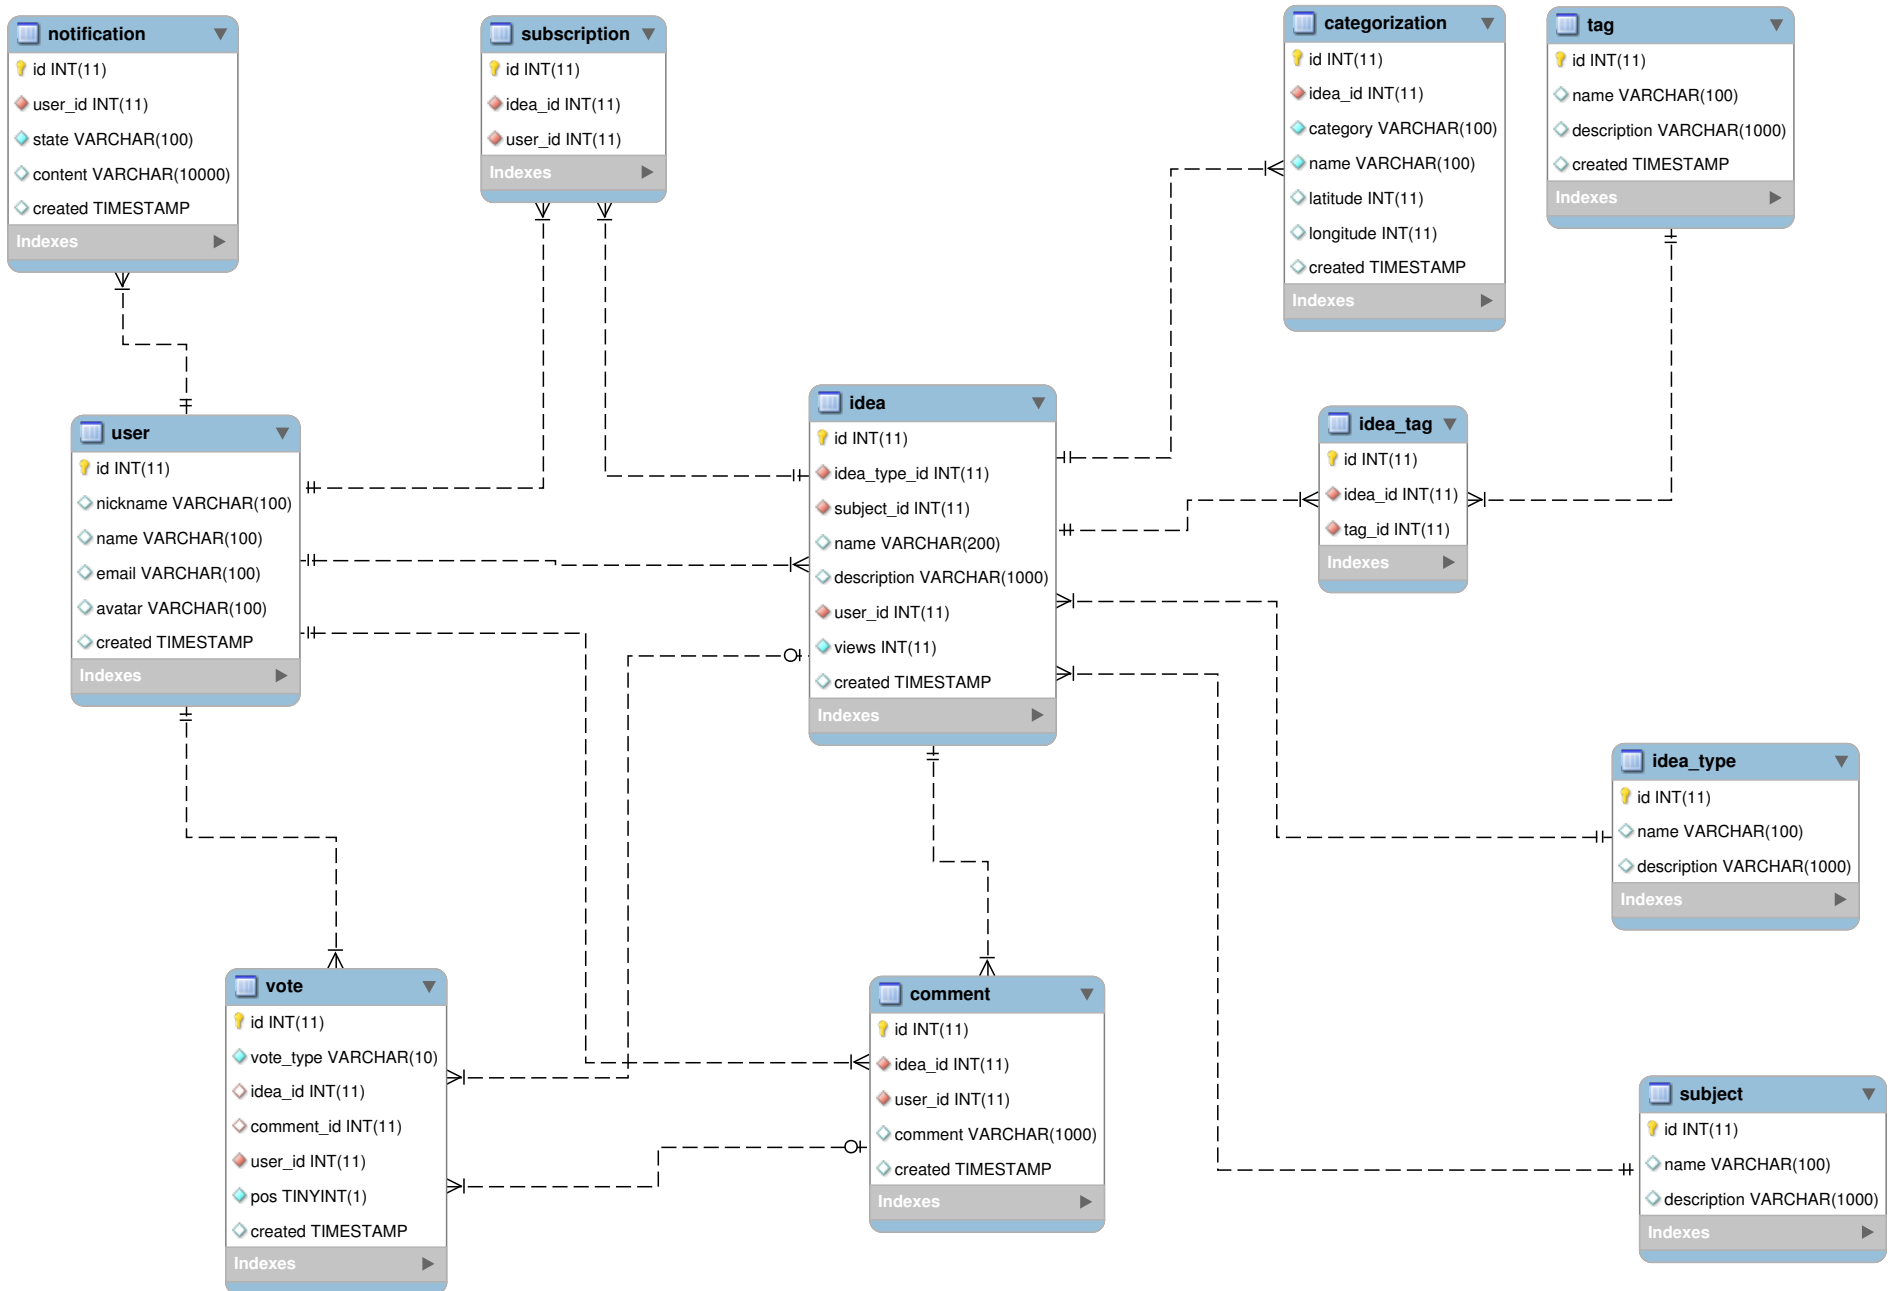 notification
id INT(11)
user_id INT(11)
state VARCHAR(100)
content VARCHAR(10000)
created TIMESTAMP
Indexes
subscription
id INT(11)
idea_id INT(11)
user_id INT(11)
Indexes
categorization
id INT(11)
idea_id INT(11)
category VARCHAR(100)
name VARCHAR(100)
latitude INT(11)
longitude INT(11)
created TIMESTAMP
Indexes
tag
id INT(11)
name VARCHAR(100)
description VARCHAR(1000)
created TIMESTAMP
Indexes
user
id INT(11)
nickname VARCHAR(100)
name VARCHAR(100)
email VARCHAR(100)
avatar VARCHAR(100)
created TIMESTAMP
Indexes
idea
id INT(11)
idea_type_id INT(11)
subject_id INT(11)
name VARCHAR(200)
description VARCHAR(1000)
user_id INT(11)
views INT(11)
created TIMESTAMP
Indexes
idea_tag
id INT(11)
idea_id INT(11)
tag_id INT(11)
Indexes
idea_type
id INT(11)
name VARCHAR(100)
description VARCHAR(1000)
Indexes
vote
id INT(11)
vote_type VARCHAR(10)
idea_id INT(11)
comment_id INT(11)
user_id INT(11)
pos TINYINT(1)
created TIMESTAMP
Indexes
comment
id INT(11)
idea_id INT(11)
user_id INT(11)
comment VARCHAR(1000)
created TIMESTAMP
Indexes
subject
id INT(11)
name VARCHAR(100)
description VARCHAR(1000)
Indexes